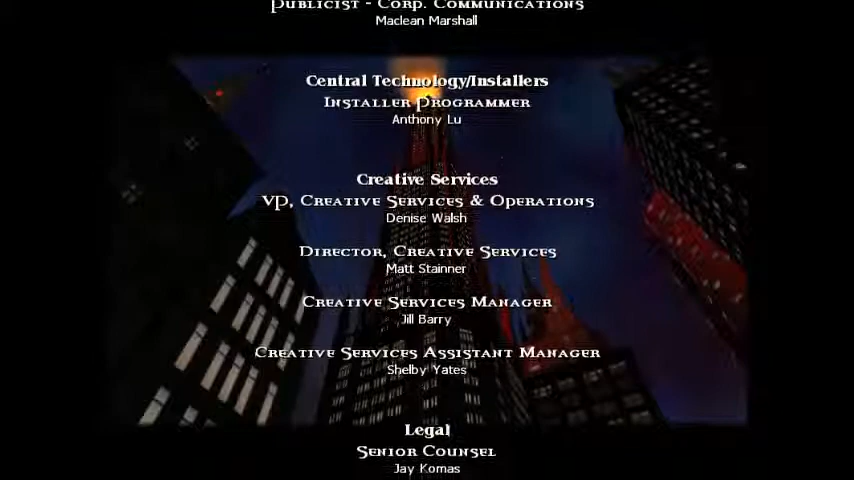 Publicist - Corp. Communications
Maclean Marshall
Central Technology/Installers
Installer Programmer
Anthony Lu
Creative Services
VP, Creative Services & Operations
Denise Walsh
Director, Creative Services
Matt Stainner
Creative Services Manager
Jill Barry
Creative Services Assistant Manager
Shelby Yates
Legal
Senior Counsel
Jay Komas